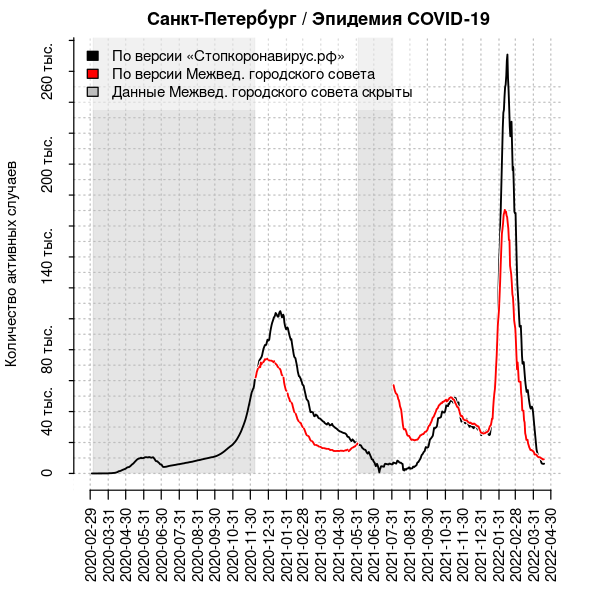 Санкт-Петербург / Эпидемия COVID-19
По версии «Стопкоронавирус.рф»
По версии Межвед. городского совета
Данные Межвед. городского совета скрыты
Количество активных случаев
260 тыс.
200 тыс.
140 тыс.
80 тыс.
40 тыс.
0
2020-02-29
2020-03-31
2020-04-30
2020-05-31
2020-06-30
2020-07-31
2020-08-31
2020-09-30
2020-10-31
2020-11-30
2020-12-31
2021-01-31
2021-02-28
2021-03-31
2021-04-30
2021-05-31
2021-06-30
2021-07-31
2021-08-31
2021-09-30
2021-10-31
2021-11-30
2021-12-31
2022-01-31
2022-02-28
2022-03-31
2022-04-30